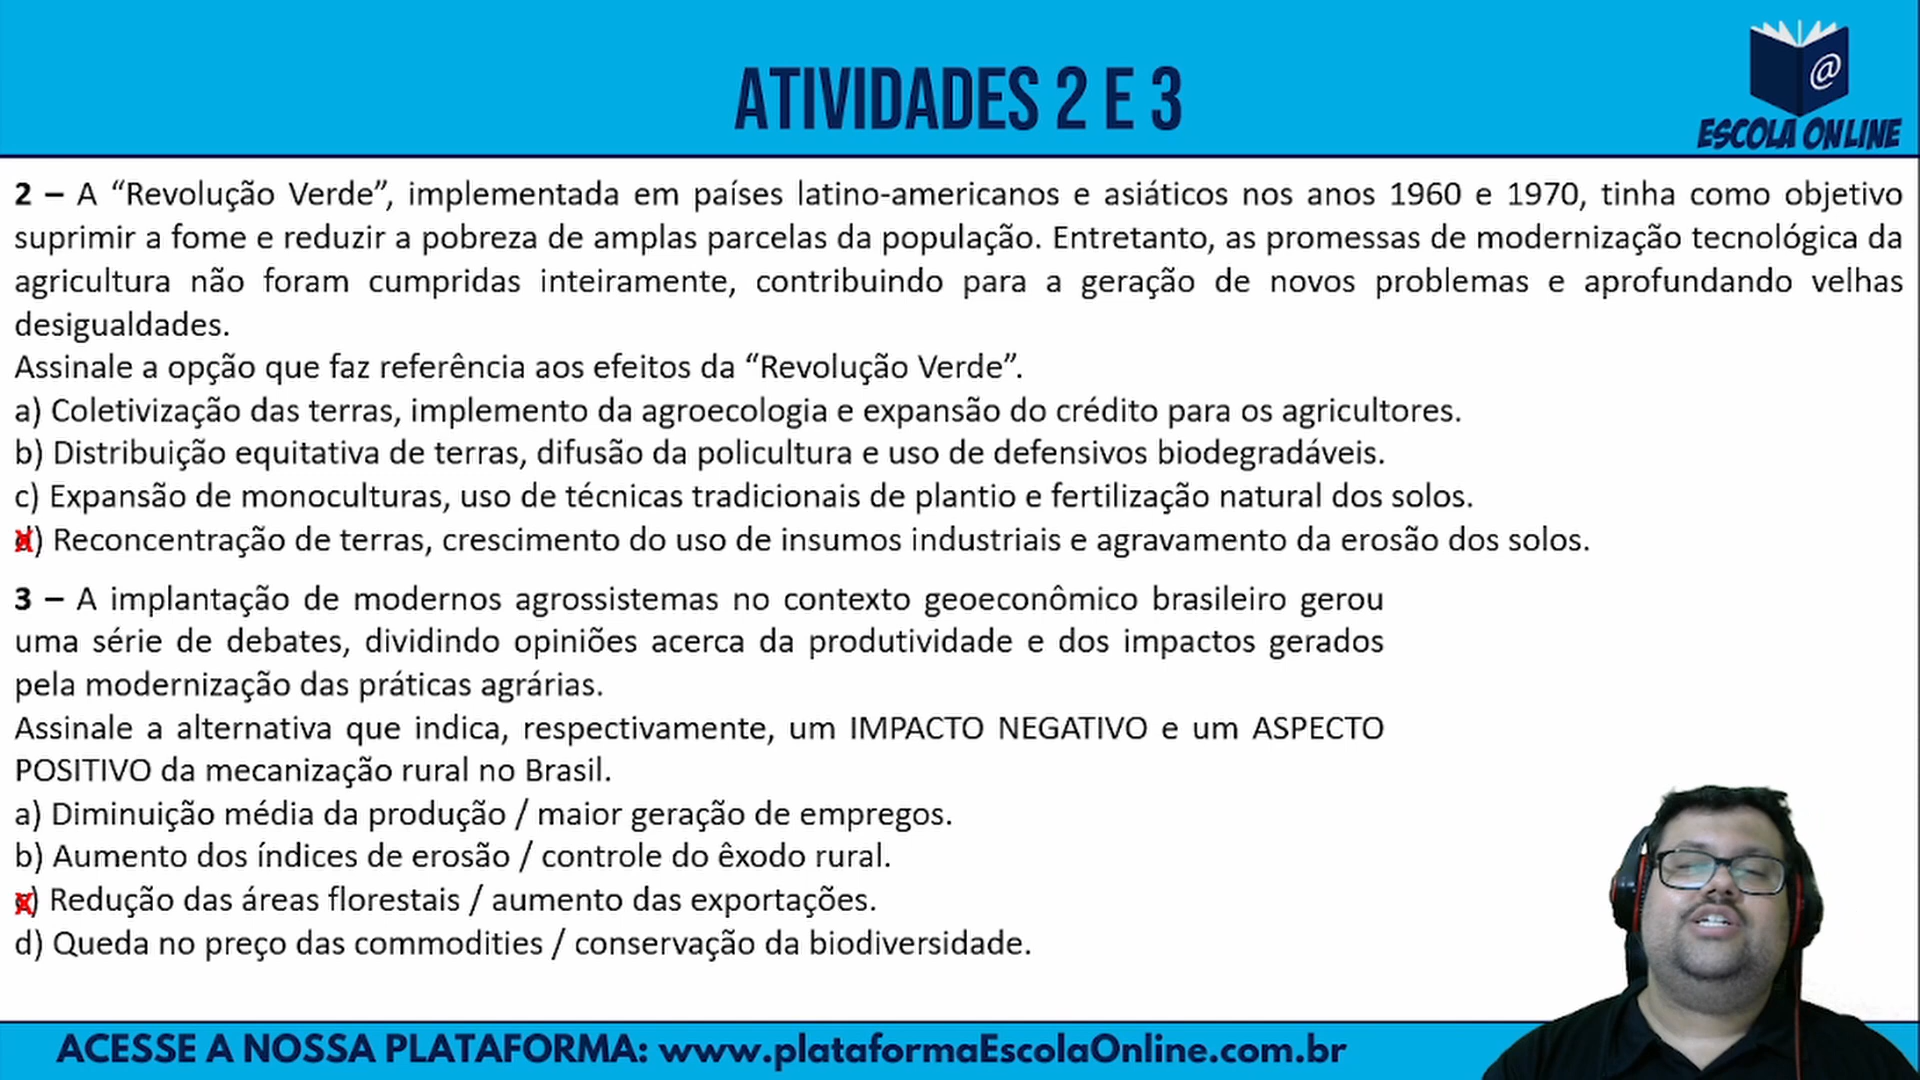 ATIVIDADES 2 E 3
@
ESCOLA ONLINE
2 – A “Revolução Verde”, implementada em países latino-americanos e asiáticos nos anos 1960 e 1970, tinha como objetivo
suprimir a fome e reduzir a pobreza de amplas parcelas da população. Entretanto, as promessas de modernização tecnológica da
agricultura não foram cumpridas inteiramente, contribuindo para a geração de novos problemas e aprofundando velhas
desigualdades.
Assinale a opção que faz referência aos efeitos da “Revolução Verde”.
a) Coletivização das terras, implemento da agroecologia e expansão do crédito para os agricultores.
b) Distribuição equitativa de terras, difusão da policultura e uso de defensivos biodegradáveis.
c) Expansão de monoculturas, uso de técnicas tradicionais de plantio e fertilização natural dos solos.
d) Reconcentração de terras, crescimento do uso de insumos industriais e agravamento da erosão dos solos.
3 – A implantação de modernos agrossistemas no contexto geoeconômico brasileiro gerou
uma série de debates, dividindo opiniões acerca da produtividade e dos impactos gerados
pela modernização das práticas agrárias.
Assinale a alternativa que indica, respectivamente, um IMPACTO NEGATIVO e um ASPECTO
POSITIVO da mecanização rural no Brasil.
a) Diminuição média da produção / maior geração de empregos.
b) Aumento dos índices de erosão / controle do êxodo rural.
c) Redução das áreas florestais / aumento das exportações.
d) Queda no preço das commodities / conservação da biodiversidade.
ACESSE A NOSSA PLATAFORMA: www.plataformaEscolaOnline.com.br